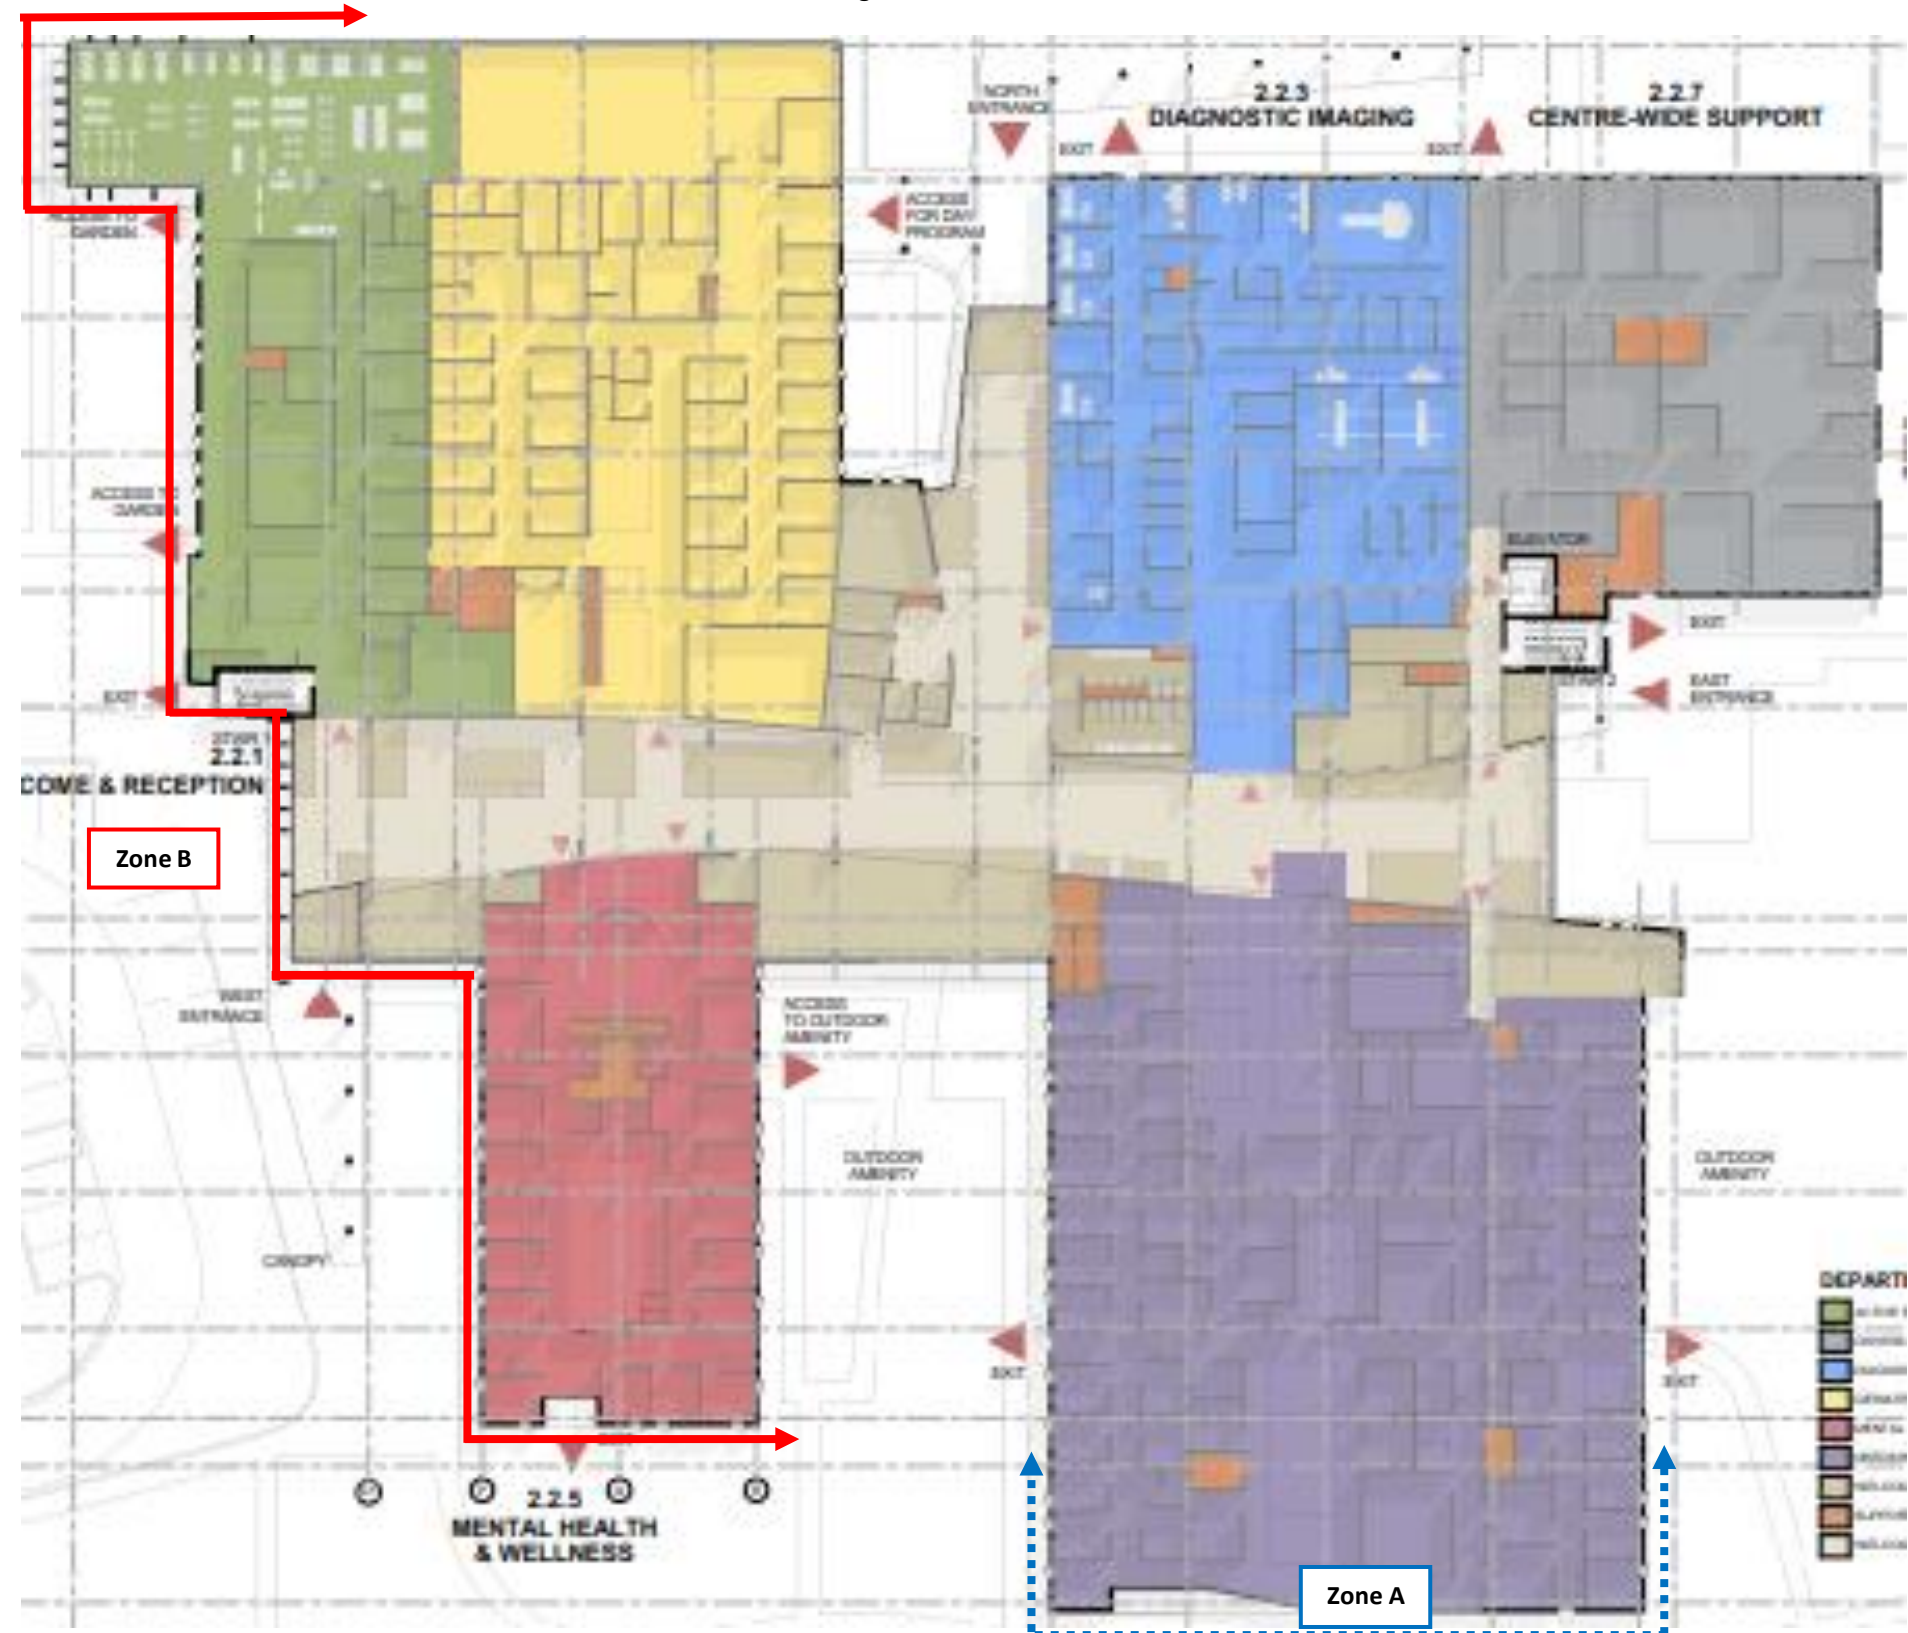 NORTH
ENTRANCE
2.2.3
DIAGNOSTIC IMAGING
2.2.7
CENTRE-WIDE SUPPORT
EXIT
EXIT
ACCESS TO
GARDEN
ACCESS
FOR DAY
PROGRAM
ACCESS TO
GARDEN
ELEVATOR
EXIT
EXIT
EAST
ENTRANCE
STAIR 2
STAIR 1
2.2.1
COME & RECEPTION
Zone B
WEST
ENTRANCE
ACCESS
TO OUTDOOR
AMENITY
OUTDOOR
AMENITY
OUTDOOR
AMENITY
CANOPY
EXIT
EXIT
DEPART
2.2.5
MENTAL HEALTH
& WELLNESS
Zone A